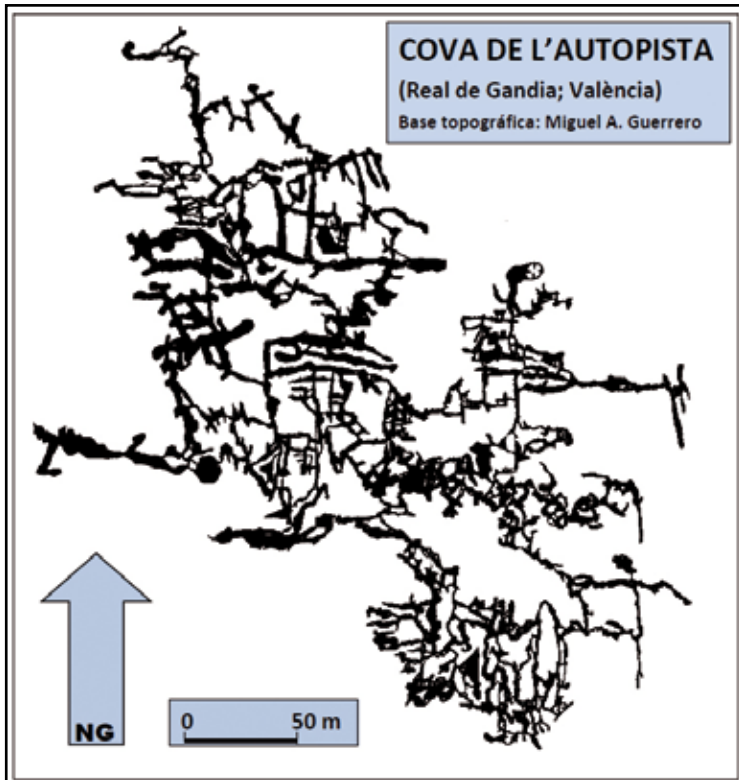 COVA DE L'AUTOPISTA
(Real de Gandia; València)
Base topográfica: Miguel A. Guerrero
NG
0 50 m